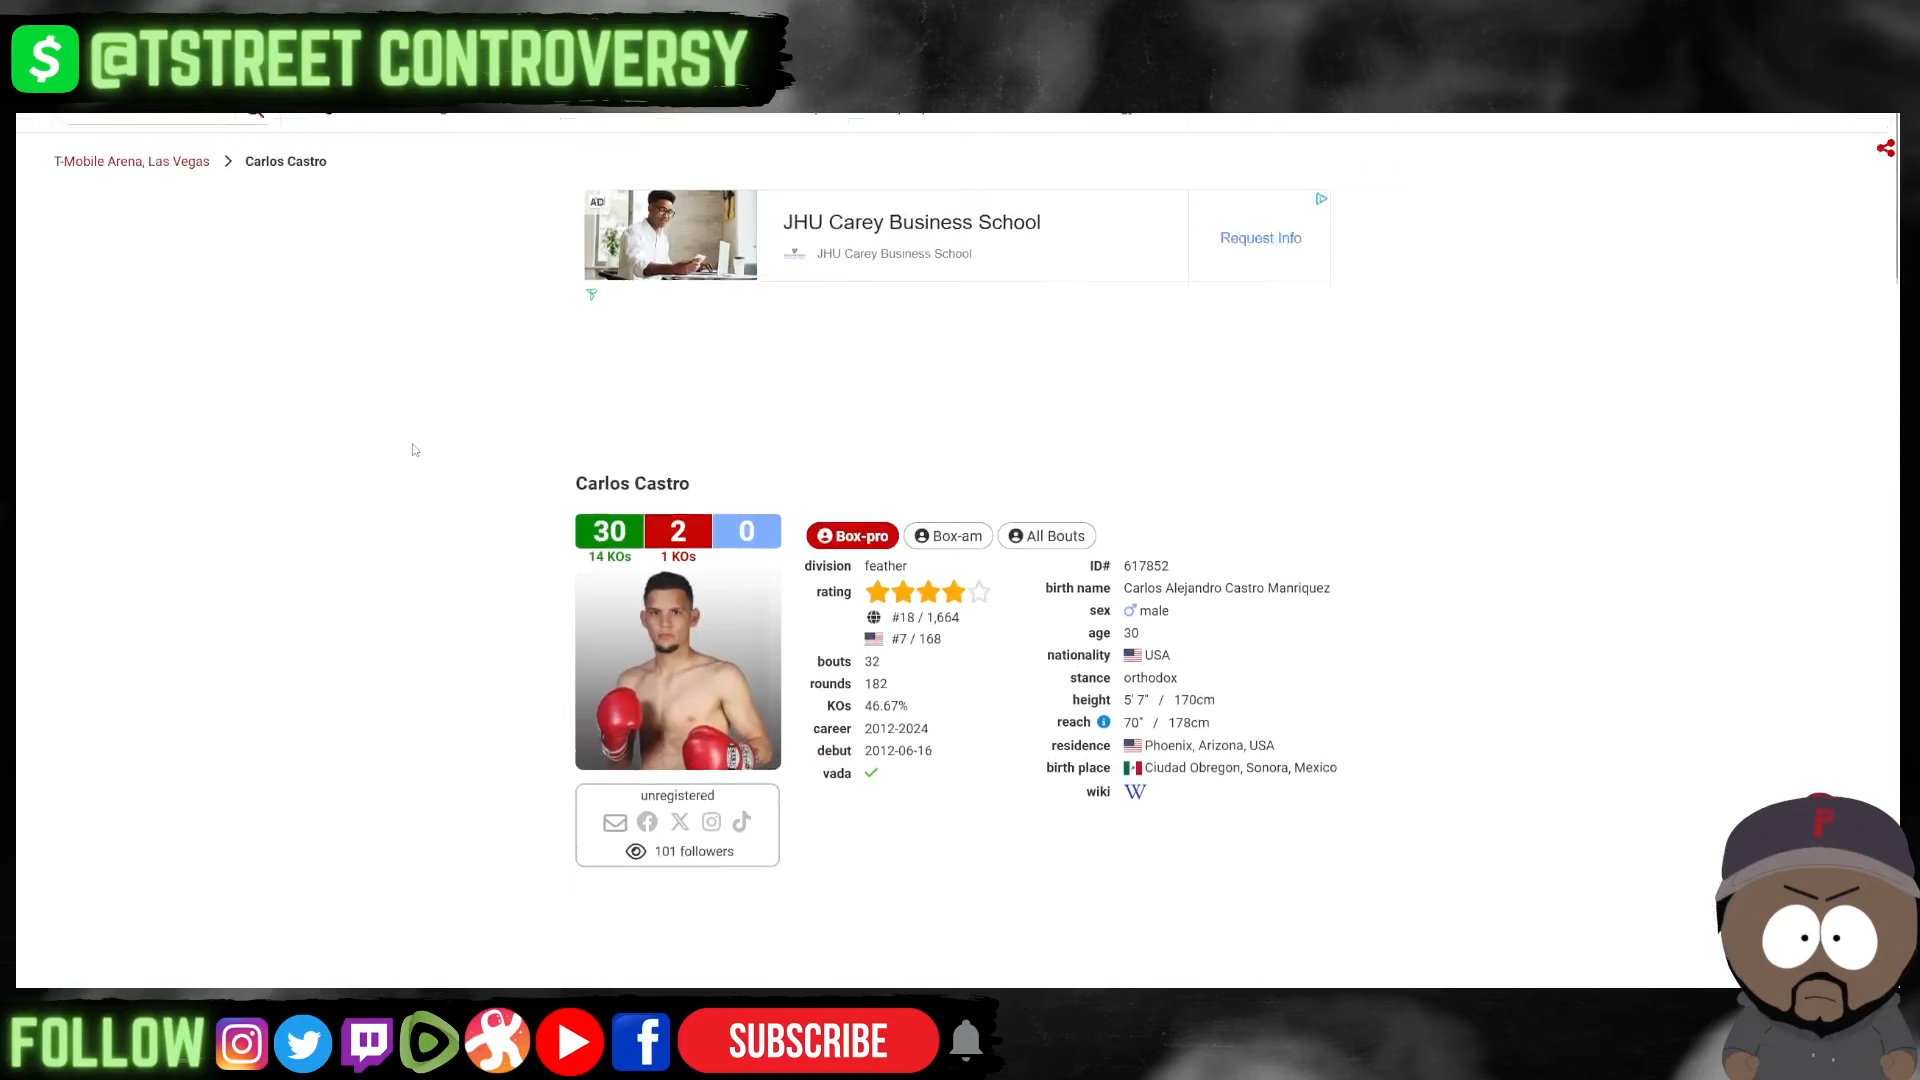 $ @TSTREET CONTROVERSY
T-Mobile Arena, Las Vegas > Carlos Castro
AD
JHU Carey Business School
JHU Carey Business School
Request Info
Carlos Castro
30 2 0
14 KOs 1 KOs
Box-pro Box-am All Bouts
division feather
rating
#18 / 1,664
#7 / 168
bouts 32
rounds 182
KOs 46.67%
career 2012-2024
debut 2012-06-16
vada
ID# 617852
birth name Carlos Alejandro Castro Manriquez
sex male
age 30
nationality USA
stance orthodox
height 5' 7" / 170cm
reach 70" / 178cm
residence Phoenix, Arizona, USA
birth place Ciudad Obregon, Sonora, Mexico
wiki W
unregistered
101 followers
P
FOLLOW
SUBSCRIBE